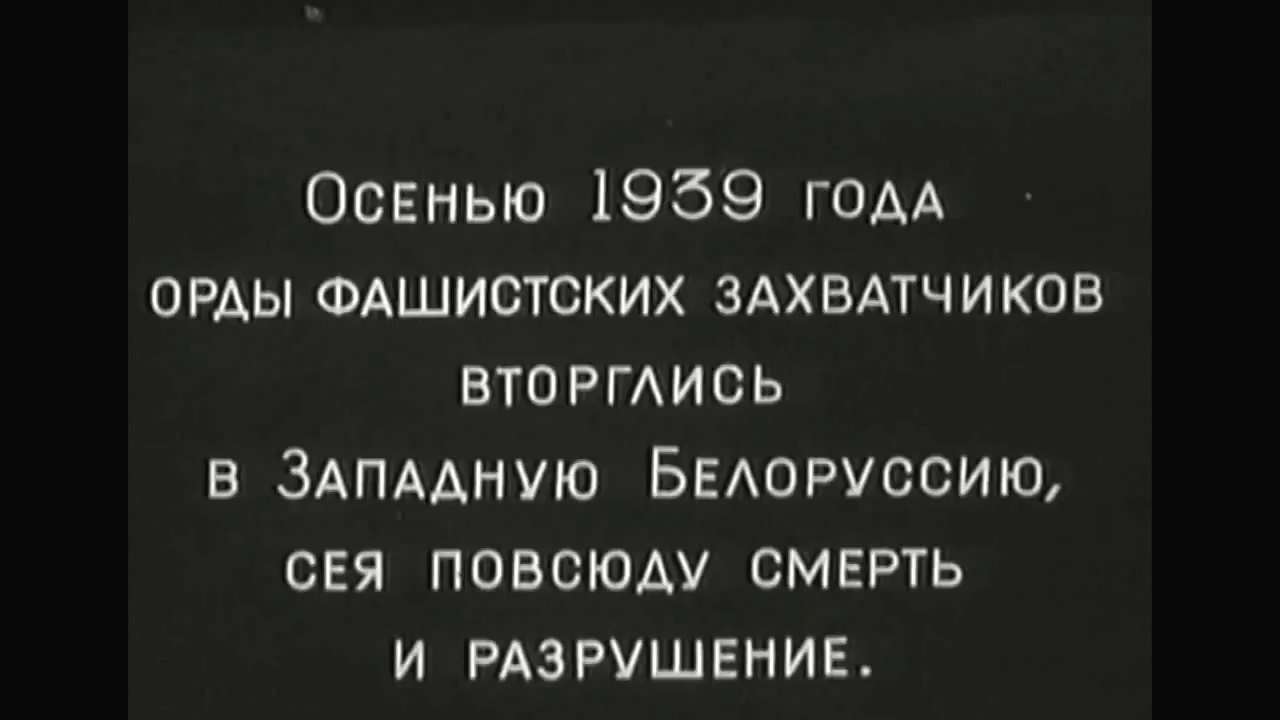 Осенью 1939 года
орды фашистских захватчиков
вторглись
в Западную Белоруссию,
сея повсюду смерть
и разрушение.